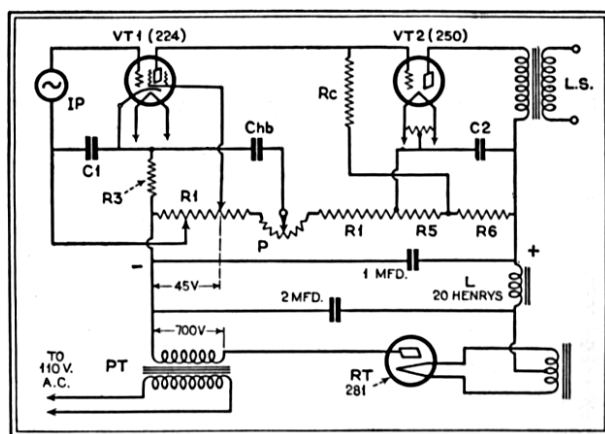 VT1 (224)
VT2 (250)
IP
Rc
L.S.
C1
Chb
C2
R3
R1
P
R1
R5
R6
-
+
45V
1 MFD.
L
20 HENRYS
2 MFD.
700V
TO
110 V.
A.C.
PT
RT
281